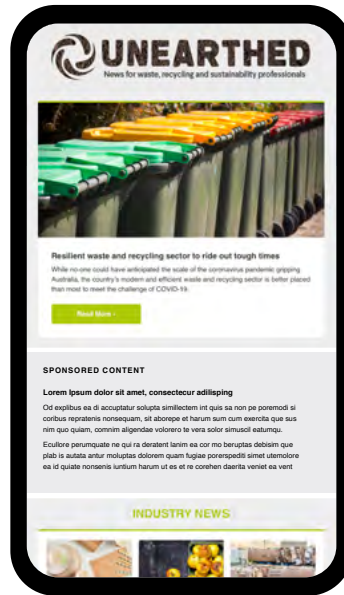 UNEARTHED
News for waste, recycling and sustainability professionals
Resilient waste and recycling sector to ride out tough times
While no-one could have anticipated the scale of the coronavirus pandemic gripping
Australia, the country's modern and efficient waste and recycling sector is better placed
than most to meet the challenge of COVID-19.
Read More ›
SPONSORED CONTENT
Lorem Ipsum dolor sit amet, consectecur adilisping
Od explibus ea di accuptatur solupta simillectem int quis sa non pe poremodi si
coribus repratenis nonsequam, sit aborepe et harum sum cum exercita que sus
nim quo quiam, comnim aligendae volorero te vera solor simuscil eatumqu.
Ecullore perumquate ne qui ra deratent lanim ea cor mo beruptas debisim que
plab is autata antur moluptas dolorem quam fugiae porerspediti simet utemolore
ea id quiate nonsenis iuntium harum ut es et re corehen daerita veniet ea vent
INDUSTRY NEWS